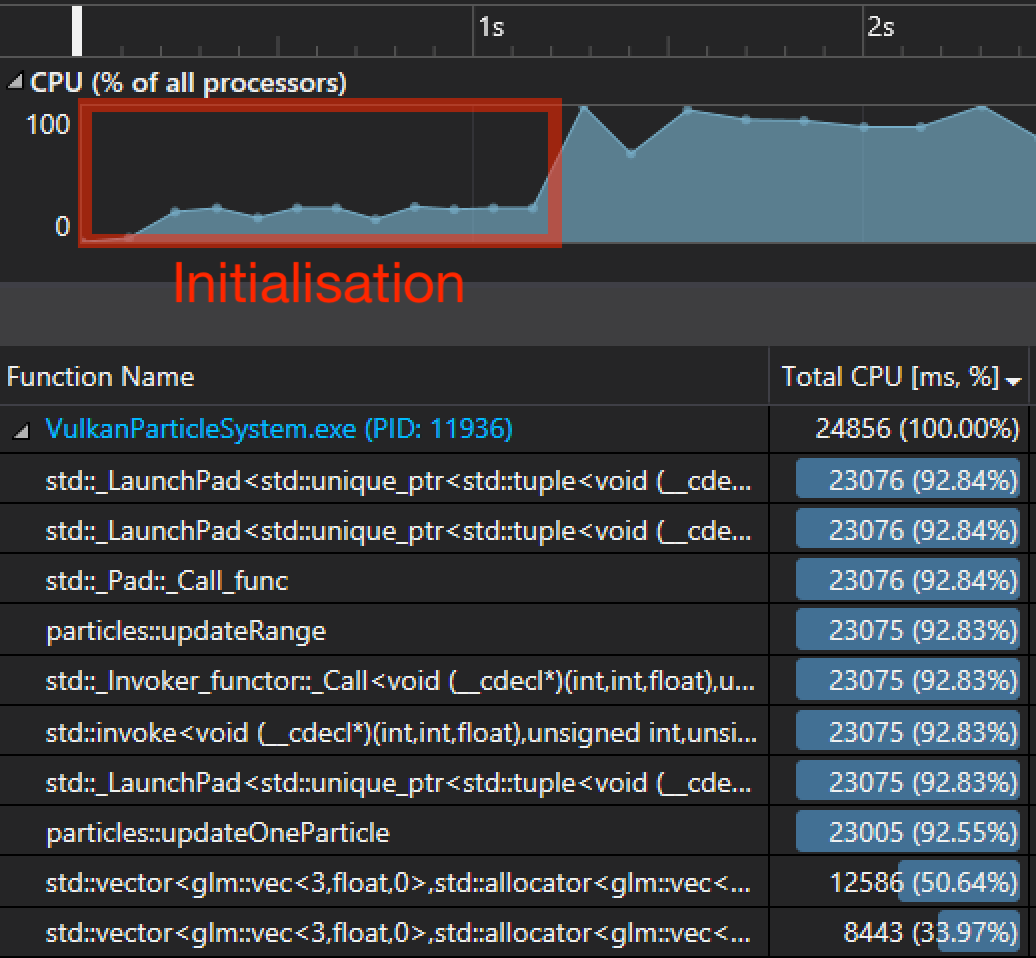 1s
2s
CPU (% of all processors)
100
0
Initialisation
Function Name Total CPU [ms, %]
VulkanParticleSystem.exe (PID: 11936) 24856 (100.00%)
std::_LaunchPad<std::unique_ptr<std::tuple<void (__cde... 23076 (92.84%)
std::_LaunchPad<std::unique_ptr<std::tuple<void (__cde... 23076 (92.84%)
std::_Pad::_Call_func 23076 (92.84%)
particles::updateRange 23075 (92.83%)
std::_Invoker_functor::_Call<void (__cdecl*)(int,int,float),u... 23075 (92.83%)
std::invoke<void (__cdecl*)(int,int,float),unsigned int,unsi... 23075 (92.83%)
std::_LaunchPad<std::unique_ptr<std::tuple<void (__cde... 23075 (92.83%)
particles::updateOneParticle 23005 (92.55%)
std::vector<glm::vec<3,float,0>,std::allocator<glm::vec<... 12586 (50.64%)
std::vector<glm::vec<3,float,0>,std::allocator<glm::vec<... 8443 (33.97%)